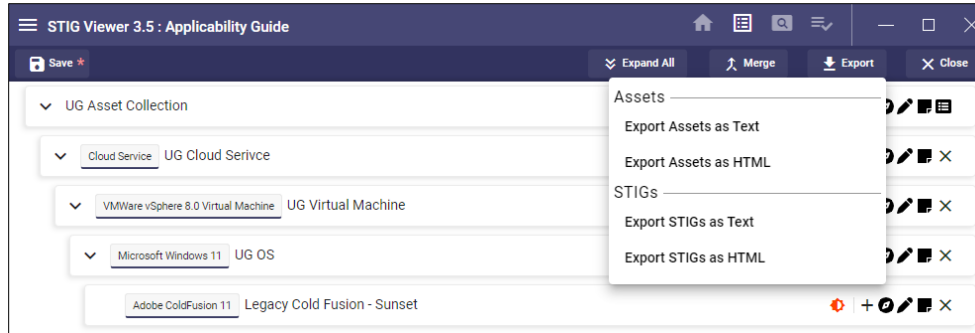 STIG Viewer 3.5 : Applicability Guide
Save * Expand All Merge Export Close
UG Asset Collection
Assets
Export Assets as Text
Cloud Service UG Cloud Serivce
Export Assets as HTML
STIGs
VMWare vSphere 8.0 Virtual Machine UG Virtual Machine
Export STIGs as Text
Microsoft Windows 11 UG OS
Export STIGs as HTML
Adobe ColdFusion 11 Legacy Cold Fusion - Sunset